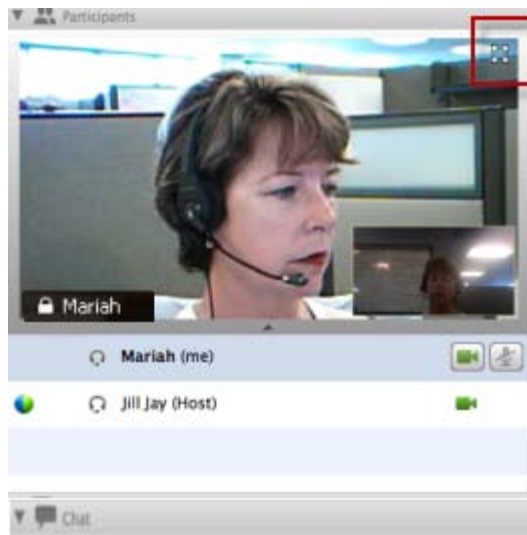 Participants
Mariah
Mariah (me)
Jill Jay (Host)
Chat